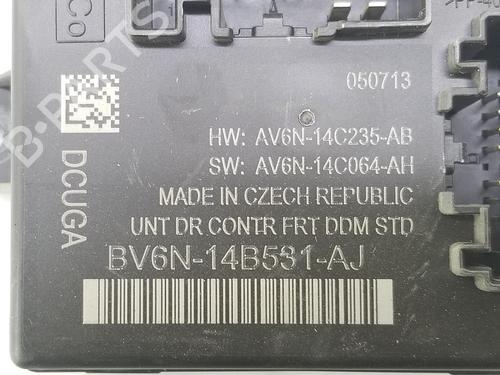 Co
050713
HW: AV6N-14C235-AB
SW: AV6N-14C064-AH
DCUGA
MADE IN CZECH REPUBLIC
UNT DR CONTR FRT DDM STD
BV6N-14B531-AJ
B-PARTS